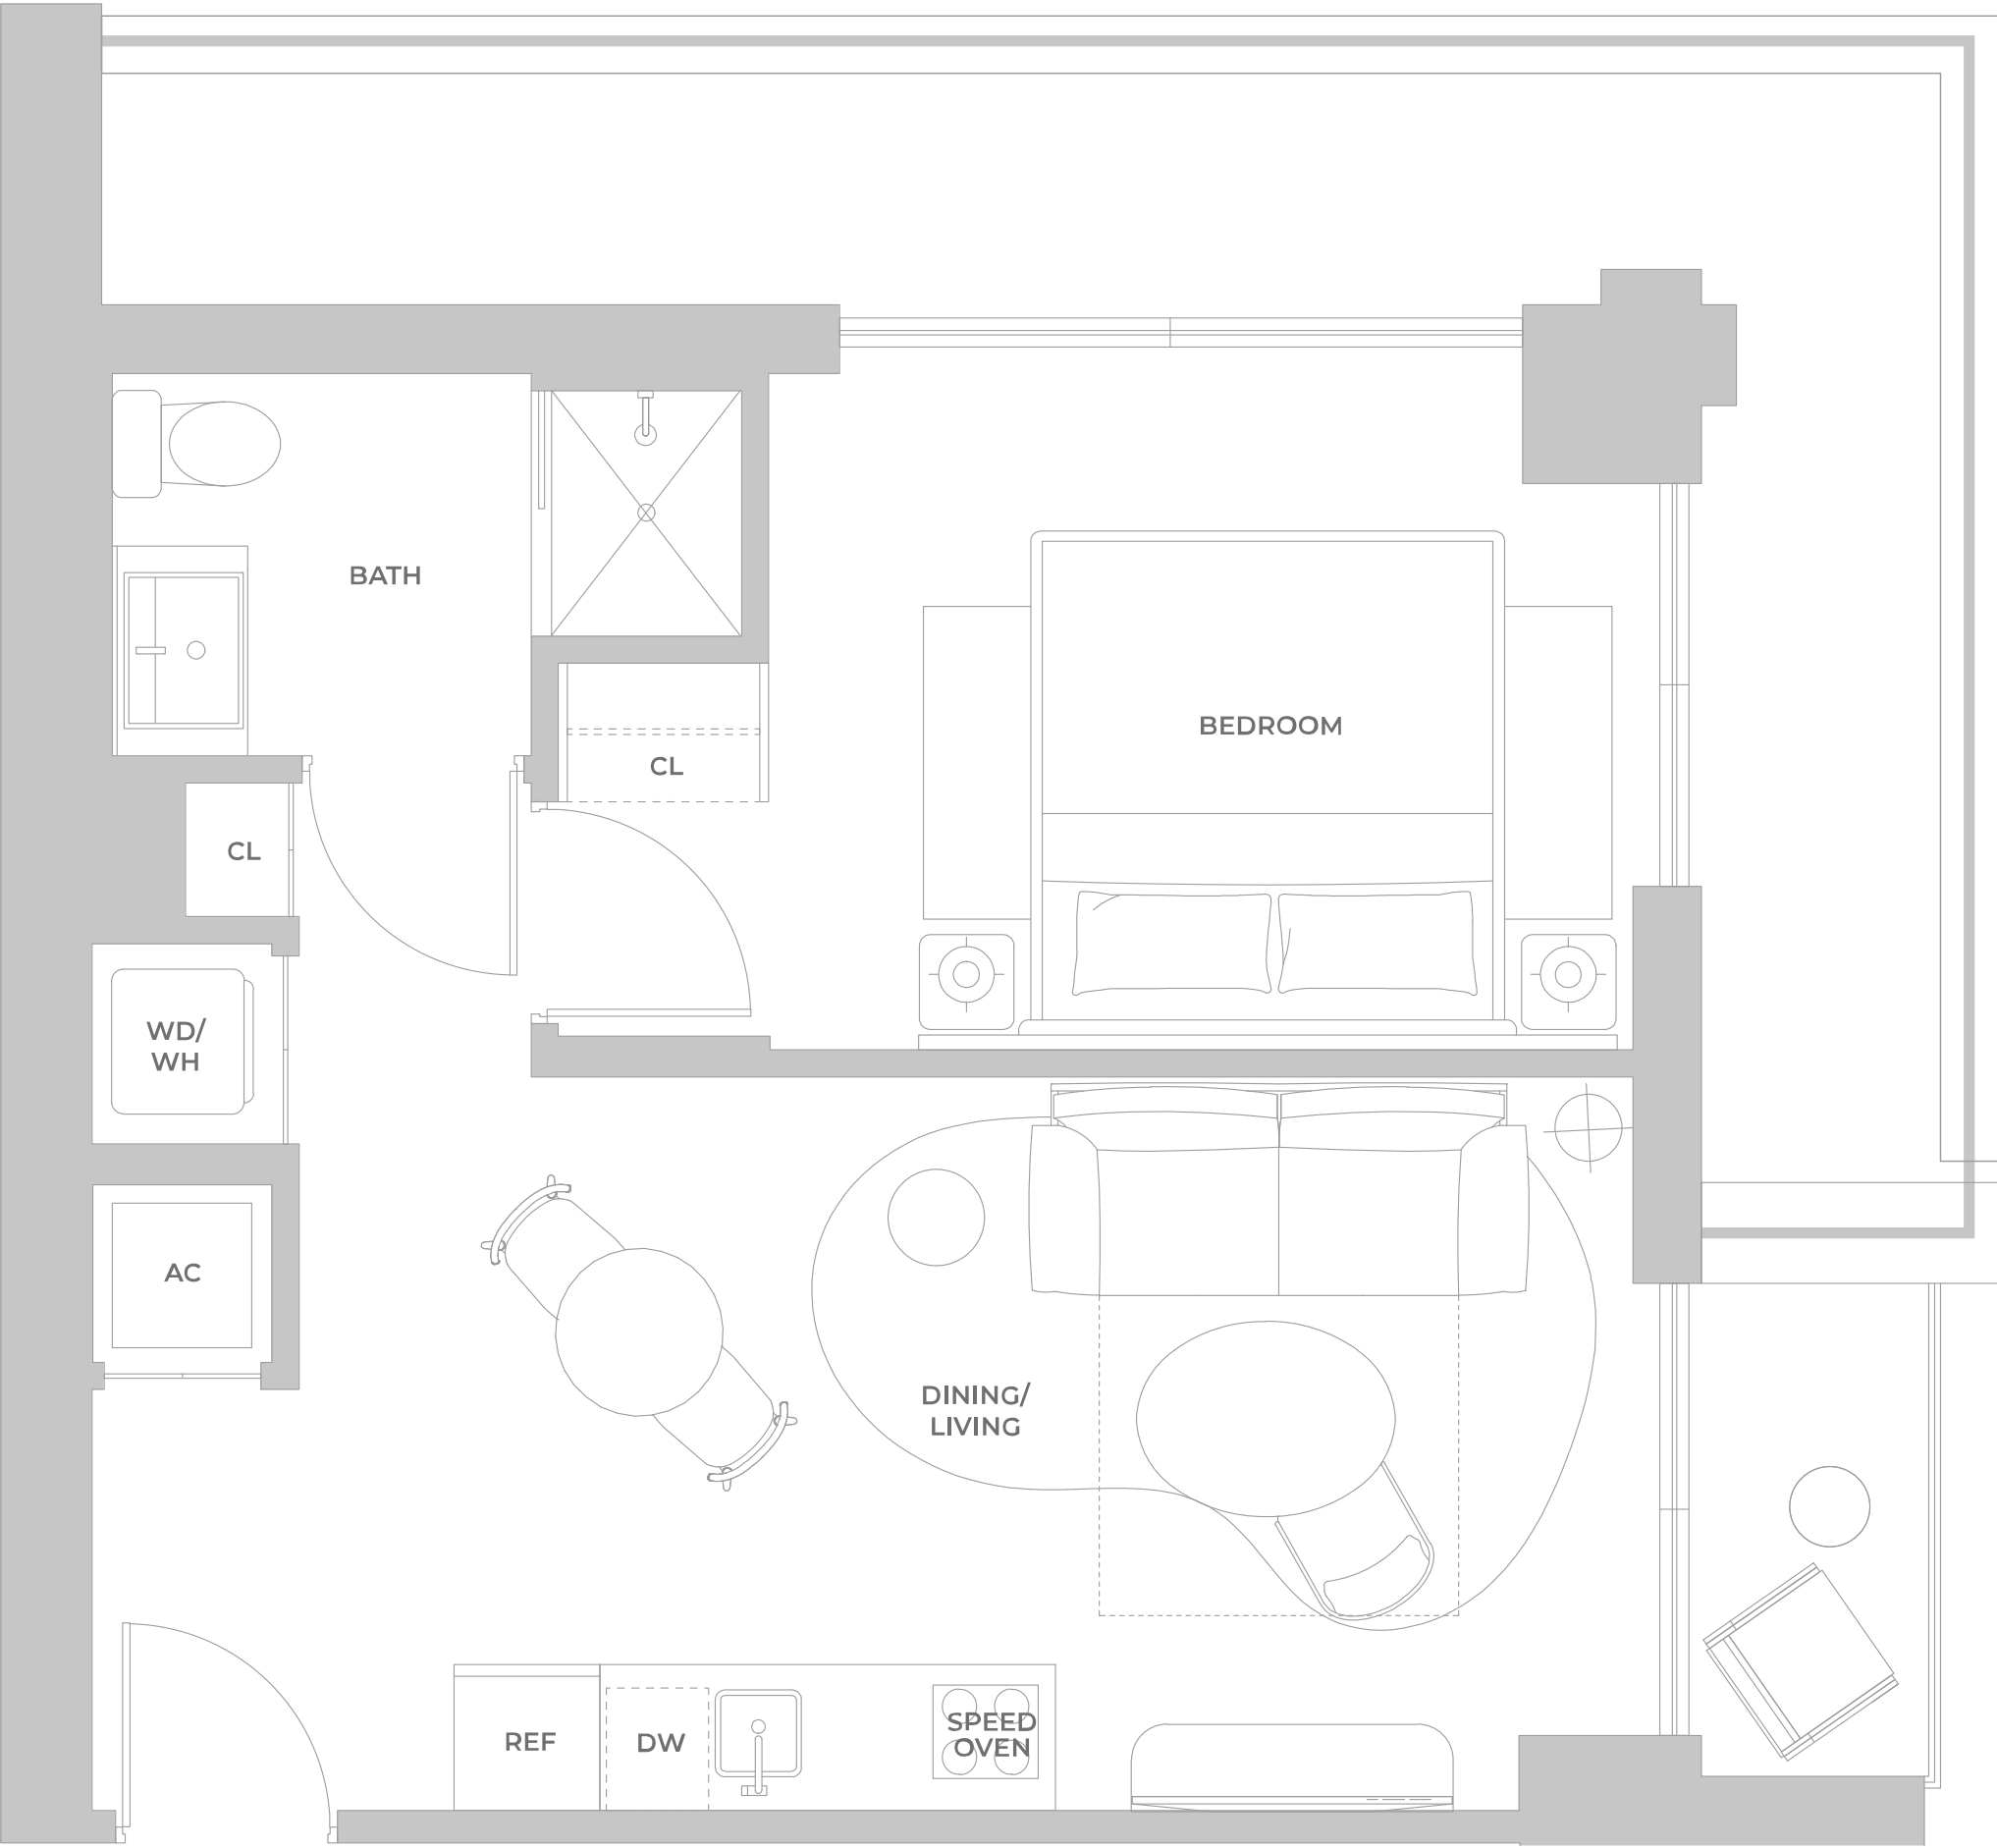 BATH
BEDROOM
CL
CL
WD/
WH
AC
DINING/
LIVING
REF
DW
SPEED
OVEN